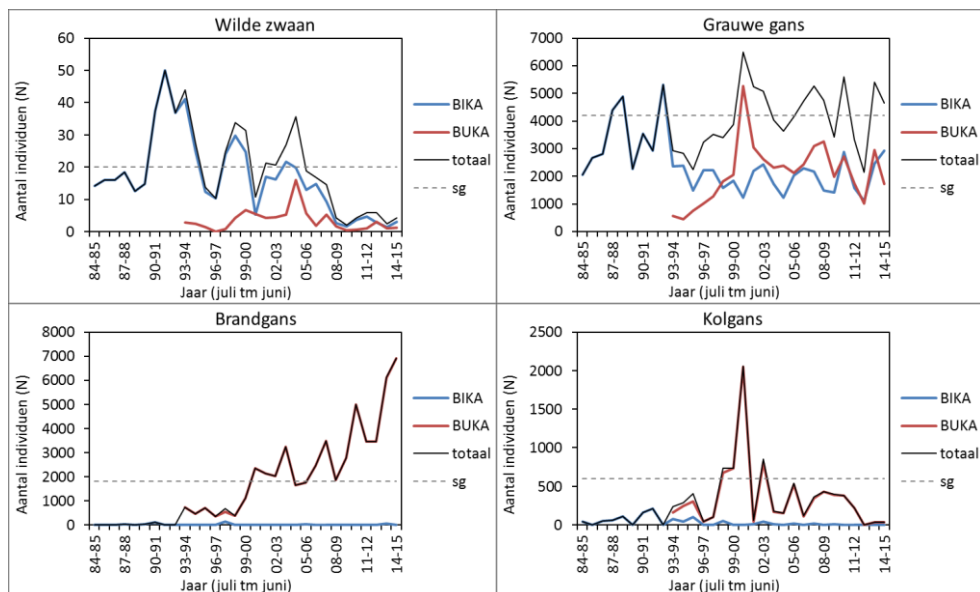 Wilde zwaan
Aantal individuen (N)
60
50
40
30
20
10
0
84-85
87-88
90-91
93-94
96-97
99-00
02-03
05-06
08-09
11-12
14-15
Jaar (juli tm juni)
BIKA
BUKA
totaal
sg
Grauwe gans
Aantal individuen (N)
7000
6000
5000
4000
3000
2000
1000
0
84-85
87-88
90-91
93-94
96-97
99-00
02-03
05-06
08-09
11-12
14-15
Jaar (juli tm juni)
BIKA
BUKA
totaal
sg
Brandgans
Aantal individuen (N)
8000
7000
6000
5000
4000
3000
2000
1000
0
84-85
87-88
90-91
93-94
96-97
99-00
02-03
05-06
08-09
11-12
14-15
Jaar (juli tm juni)
BIKA
BUKA
totaal
sg
Kolgans
Aantal individuen (N)
2500
2000
1500
1000
500
0
84-85
87-88
90-91
93-94
96-97
99-00
02-03
05-06
08-09
11-12
14-15
Jaar (juli tm juni)
BIKA
BUKA
totaal
sg